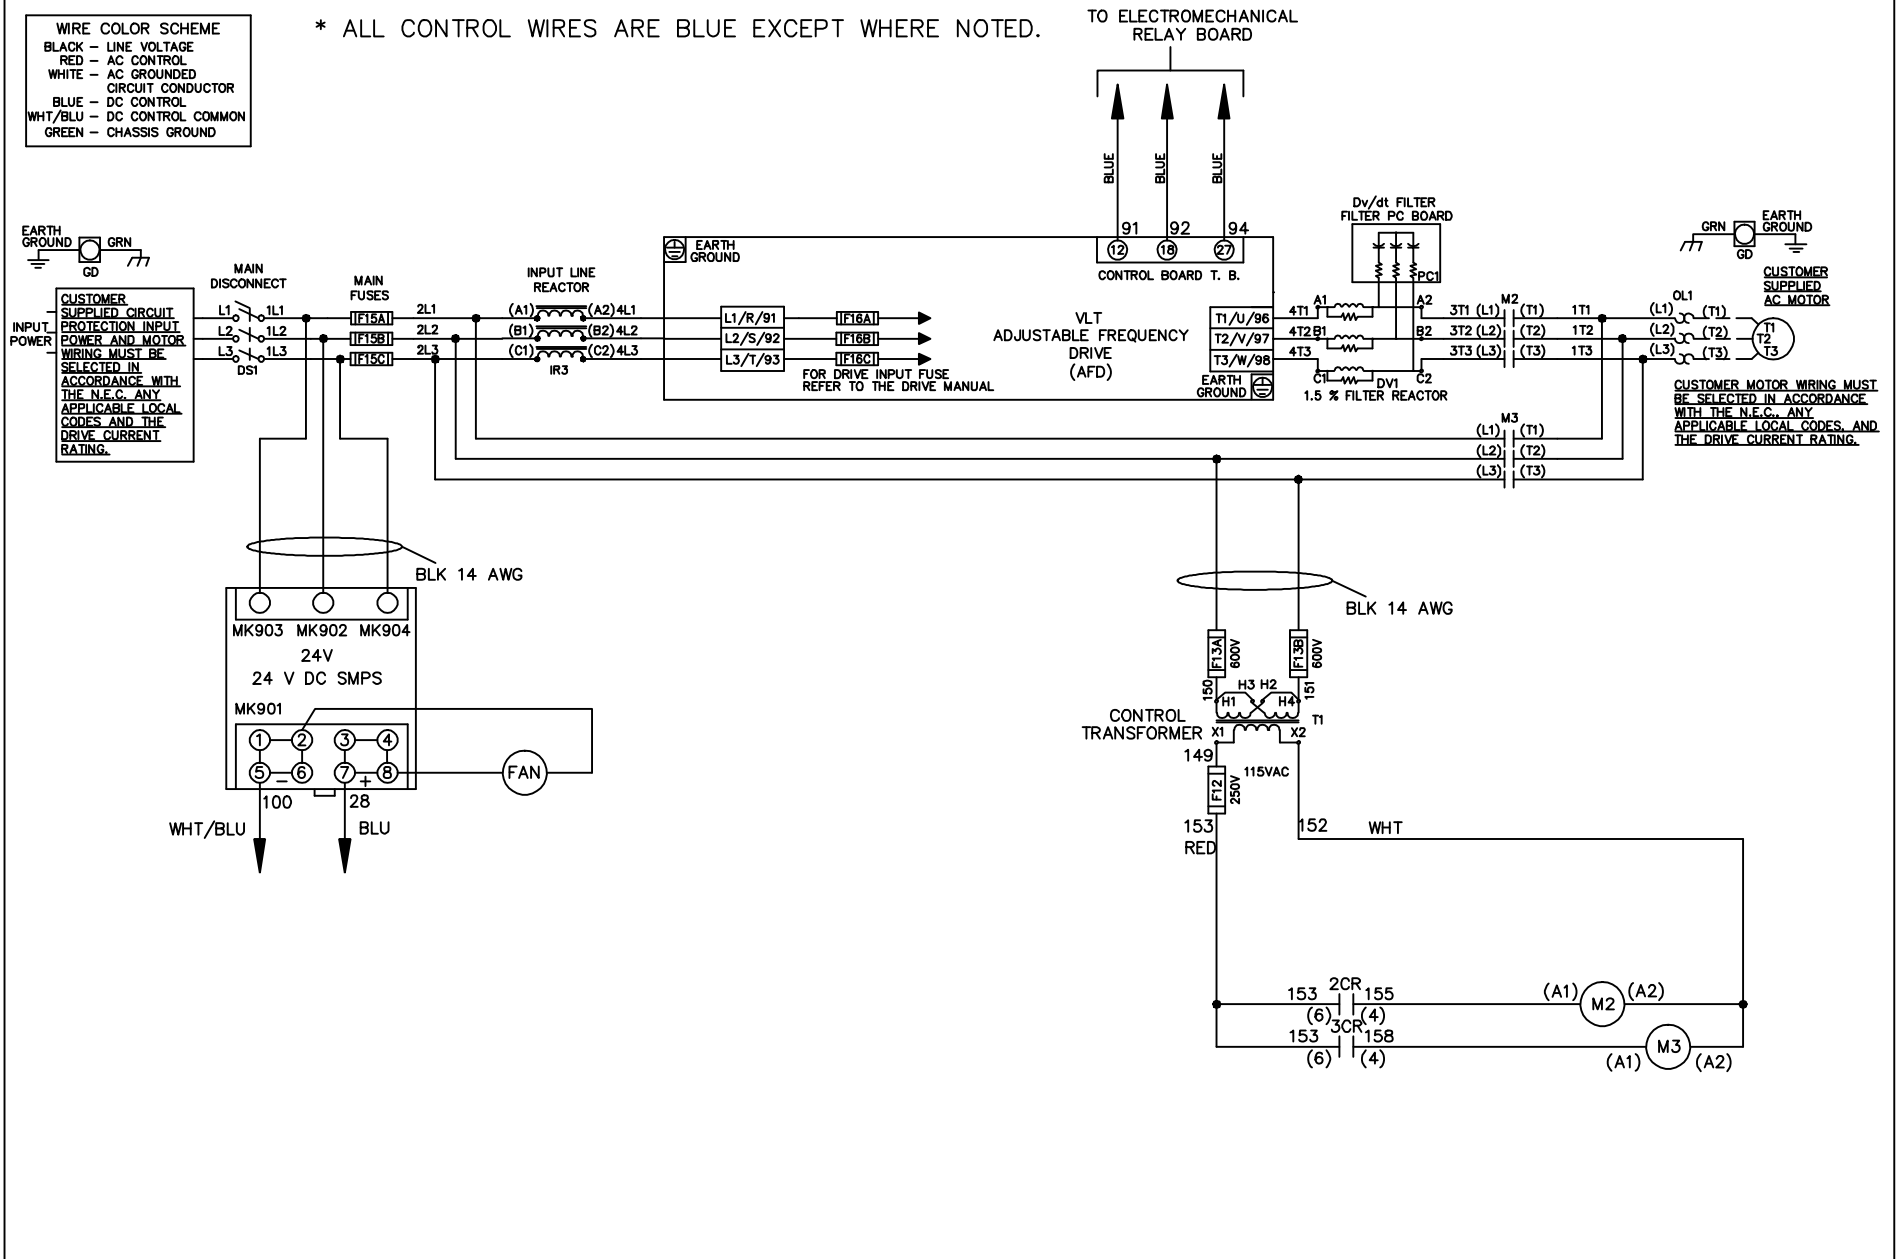 WIRE COLOR SCHEME
BLACK – LINE VOLTAGE
RED – AC CONTROL
WHITE – AC GROUNDED
CIRCUIT CONDUCTOR
BLUE – DC CONTROL
WHT/BLU – DC CONTROL COMMON
GREEN – CHASSIS GROUND
* ALL CONTROL WIRES ARE BLUE EXCEPT WHERE NOTED.
TO ELECTROMECHANICAL
RELAY BOARD
BLUE
BLUE
BLUE
91 92 94
12 18 27
CONTROL BOARD T. B.
EARTH
GROUND
GRN
GD
INPUT
POWER
CUSTOMER
SUPPLIED CIRCUIT
PROTECTION INPUT
POWER AND MOTOR
WIRING MUST BE
SELECTED IN
ACCORDANCE WITH
THE N.E.C. ANY
APPLICABLE LOCAL
CODES AND THE
DRIVE CURRENT
RATING.
MAIN
DISCONNECT
L1 1L1
L2 1L2
L3 1L3
DS1
MAIN
FUSES
F15A
F15B
F15C
2L1
2L2
2L3
INPUT LINE
REACTOR
(A1) (A2) 4L1
(B1) (B2) 4L2
(C1) (C2) 4L3
IR3
EARTH
GROUND
L1/R/91
L2/S/92
L3/T/93
F16A
F16B
F16C
FOR DRIVE INPUT FUSE
REFER TO THE DRIVE MANUAL
VLT
ADJUSTABLE FREQUENCY
DRIVE
(AFD)
T1/U/96
T2/V/97
T3/W/98
EARTH
GROUND
4T1
4T2
4T3
Dv/dt FILTER
FILTER PC BOARD
PC1
A1 A2
B1 B2
C1 C2
DV1
1.5 % FILTER REACTOR
M2
3T1 (L1) (T1) 1T1
3T2 (L2) (T2) 1T2
3T3 (L3) (T3) 1T3
M3
(L1) (T1)
(L2) (T2)
(L3) (T3)
OL1
(L1) (T1)
(L2) (T2)
(L3) (T3)
T1
T2
T3
GRN
EARTH
GROUND
GD
CUSTOMER
SUPPLIED
AC MOTOR
CUSTOMER MOTOR WIRING MUST
BE SELECTED IN ACCORDANCE
WITH THE N.E.C., ANY
APPLICABLE LOCAL CODES, AND
THE DRIVE CURRENT RATING.
BLK 14 AWG
MK903 MK902 MK904
24V
24 V DC SMPS
MK901
1 2 3 4
5 – 6 7 + 8
FAN
100 28
WHT/BLU BLU
BLK 14 AWG
F13A 600V
F13B 600V
150 151
H3 H2
H1 H4
T1
CONTROL
TRANSFORMER
X1 X2
149
115VAC
F12 250V
153
RED
152 WHT
2CR
153 155
(6) (4)
(A1) M2 (A2)
3CR
153 158
(6) (4)
(A1) M3 (A2)